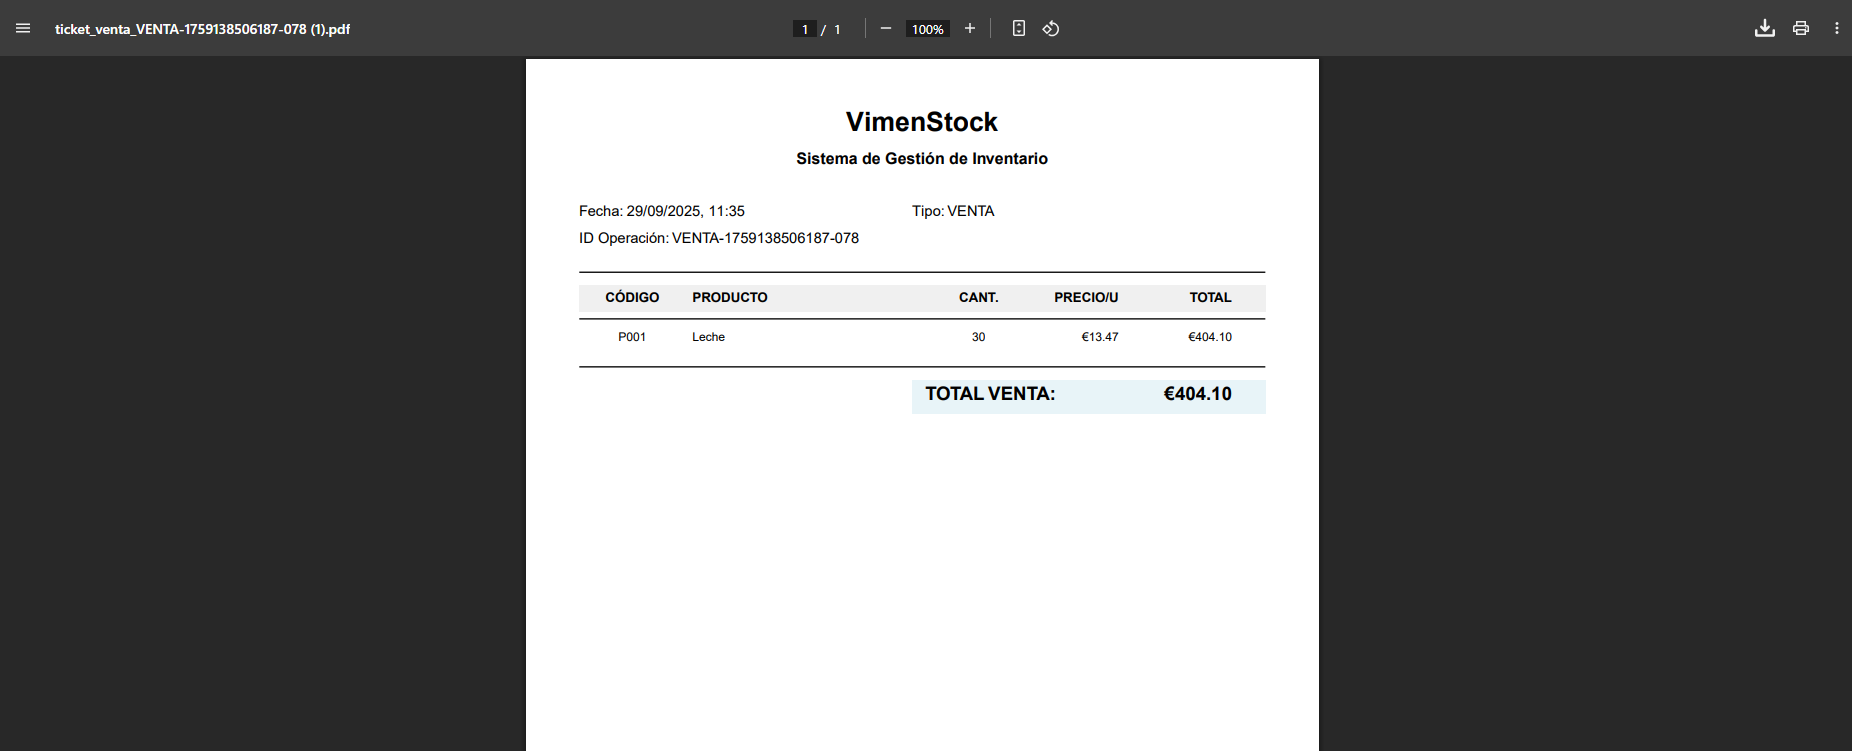 ticket_venta_VENTA-1759138506187-078 (1).pdf
1 / 1
100%
VimenStock
Sistema de Gestión de Inventario
Fecha: 29/09/2025, 11:35 Tipo: VENTA
ID Operación: VENTA-1759138506187-078
CÓDIGO PRODUCTO CANT. PRECIO/U TOTAL
P001 Leche 30 €13.47 €404.10
TOTAL VENTA: €404.10